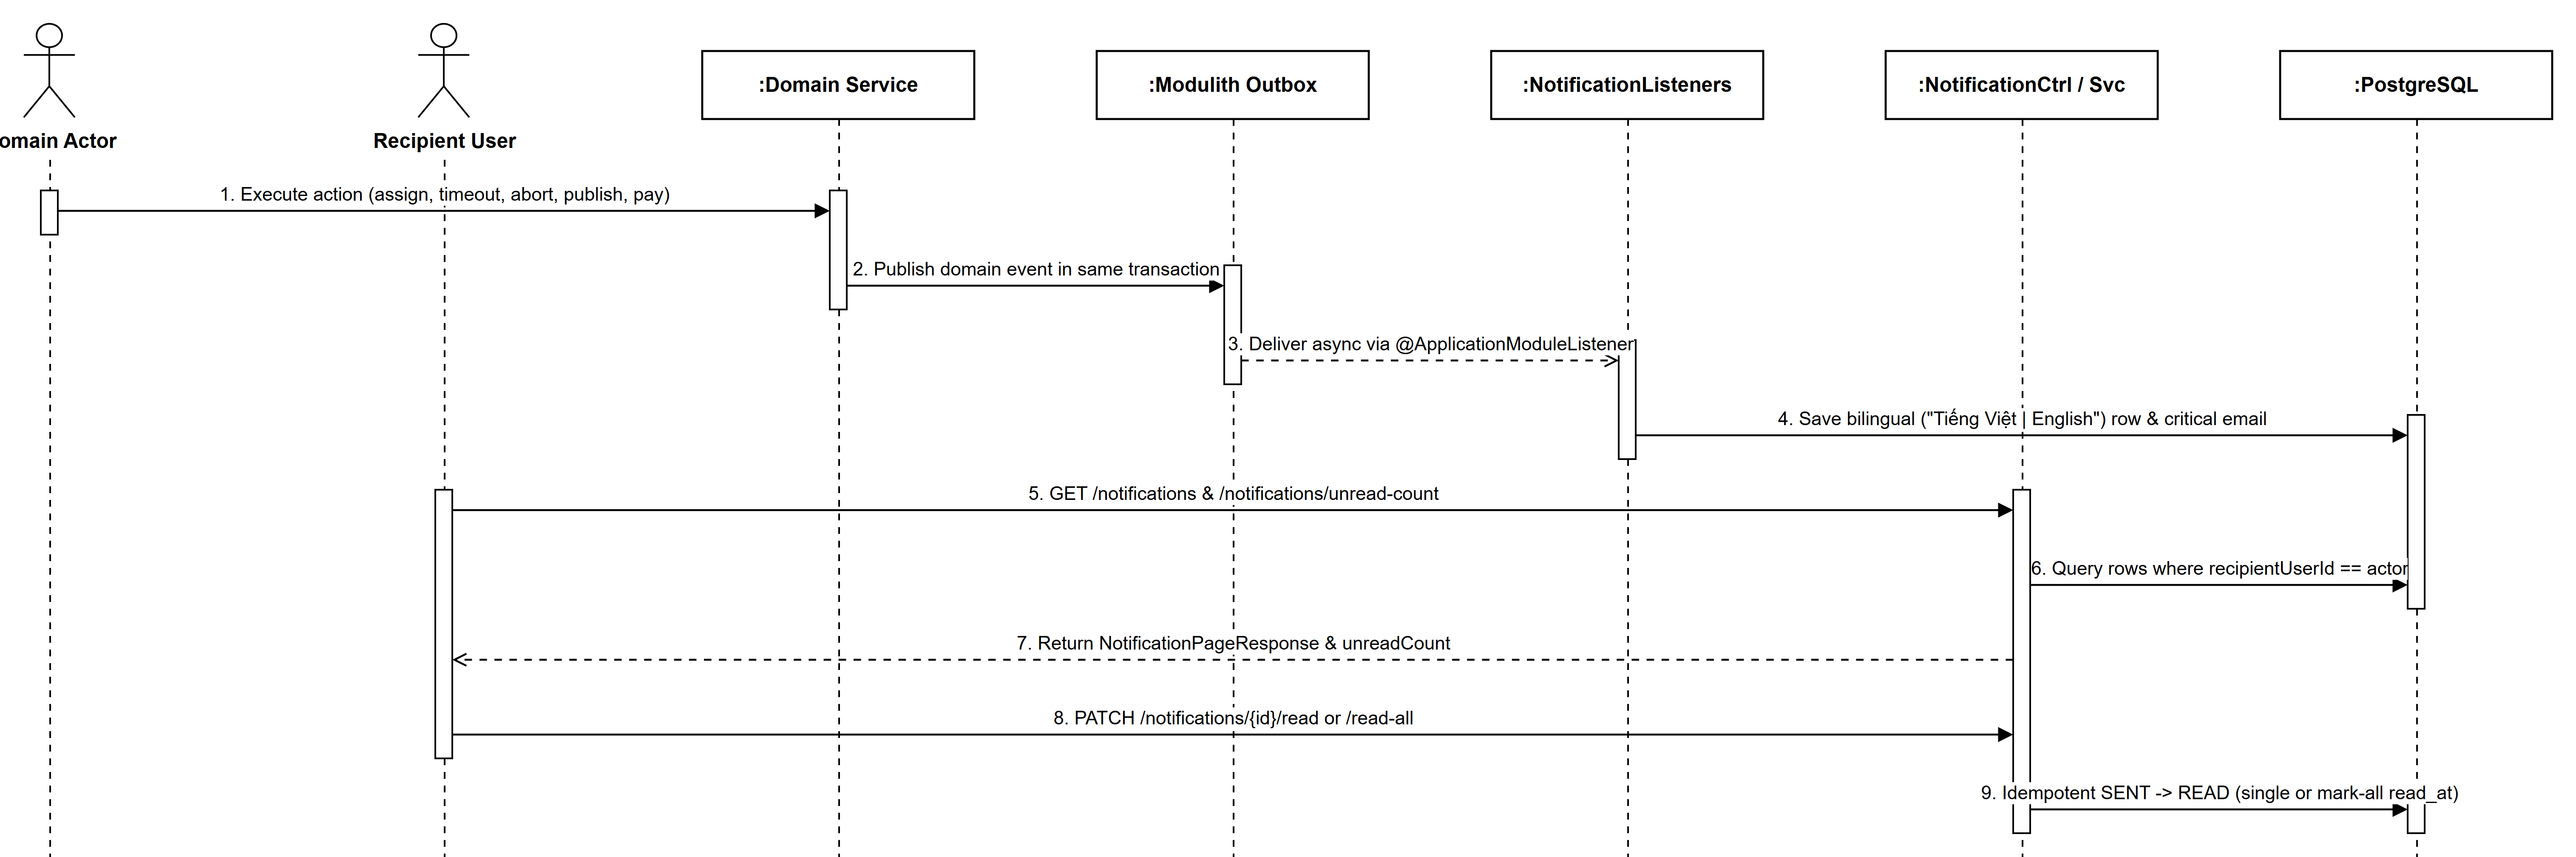 :Domain Service
:Modulith Outbox
:NotificationListeners
:NotificationCtrl / Svc
:PostgreSQL
omain Actor
Recipient User
1. Execute action (assign, timeout, abort, publish, pay)
2. Publish domain event in same transaction
3. Deliver async via @ApplicationModuleListener
4. Save bilingual ("Tiếng Việt | English") row & critical email
5. GET /notifications & /notifications/unread-count
6. Query rows where recipientUserId == actor
7. Return NotificationPageResponse & unreadCount
8. PATCH /notifications/{id}/read or /read-all
9. Idempotent SENT -> READ (single or mark-all read_at)